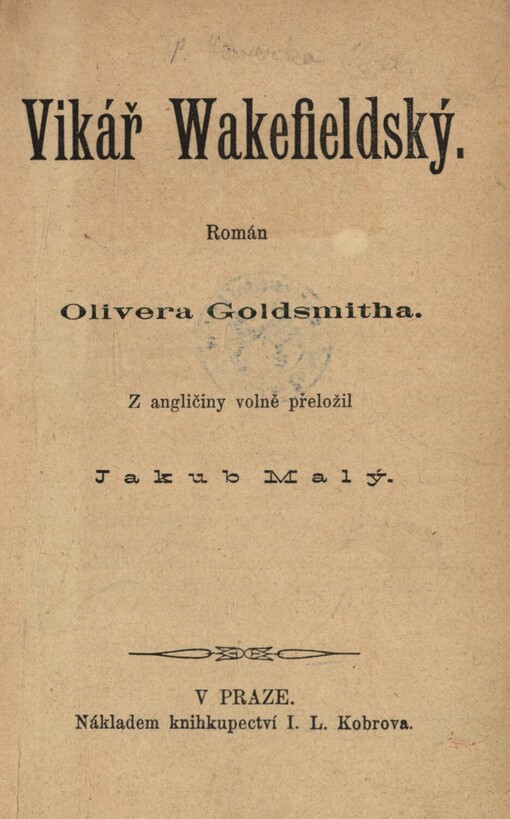 Vikář Wakefieldský.
Román
Olivera Goldsmitha.
Z angličiny volně přeložil
Jakub Malý.
V PRAZE.
Nákladem knihkupectví I. L. Kobrova.